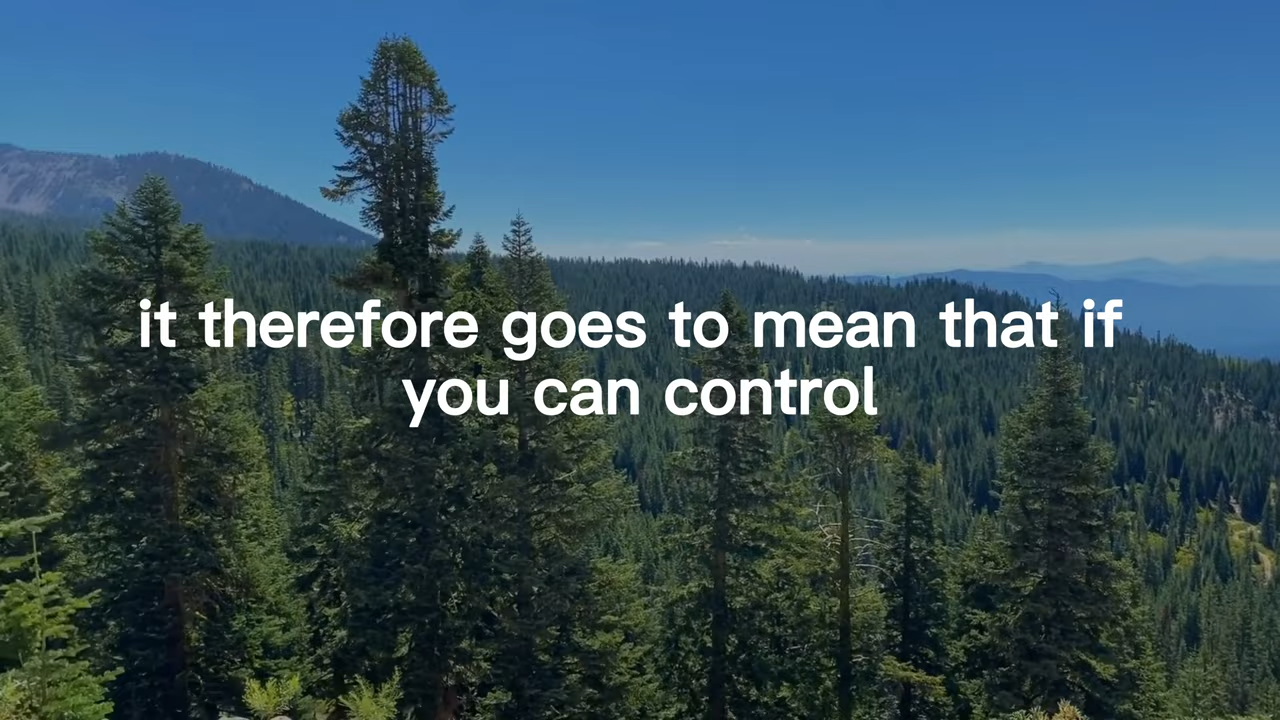 it therefore goes to mean that if
you can control